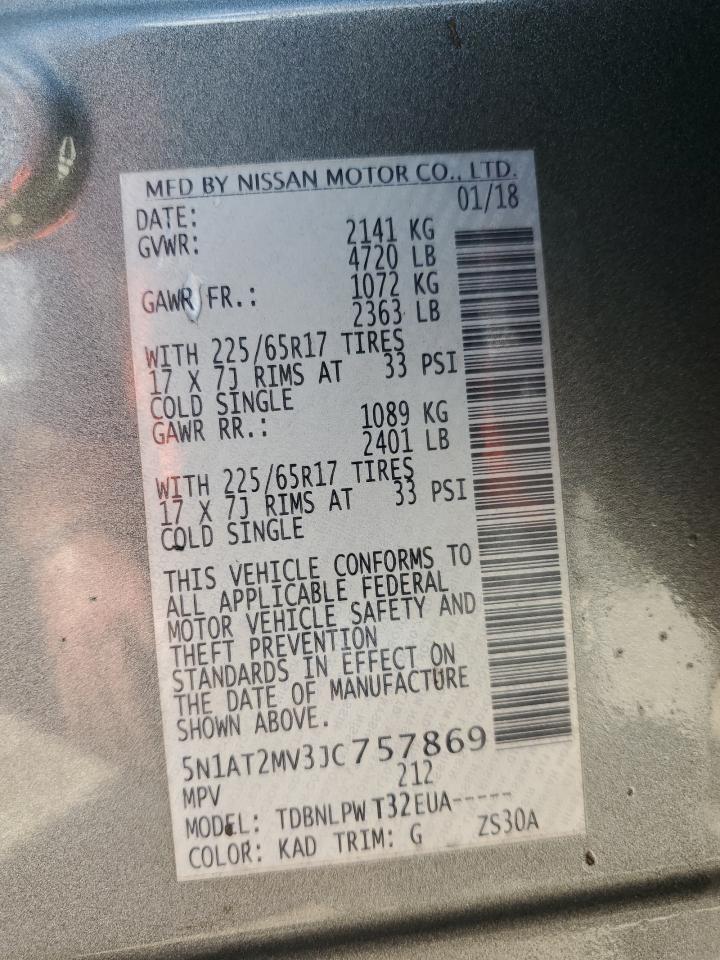 MFD BY NISSAN MOTOR CO., LTD.
DATE: 01/18
GVWR: 2141 KG
4720 LB
GAWR FR.: 1072 KG
2363 LB
WITH 225/65R17 TIRES
17 X 7J RIMS AT 33 PSI
COLD SINGLE
GAWR RR.: 1089 KG
2401 LB
WITH 225/65R17 TIRES
17 X 7J RIMS AT 33 PSI
COLD SINGLE
THIS VEHICLE CONFORMS TO
ALL APPLICABLE FEDERAL
MOTOR VEHICLE SAFETY AND
THEFT PREVENTION
STANDARDS IN EFFECT ON
THE DATE OF MANUFACTURE
SHOWN ABOVE.
5N1AT2MV3JC757869
MPV 212
MODEL: TDBNLPWT32EUA-----
COLOR: KAD TRIM: G ZS30A